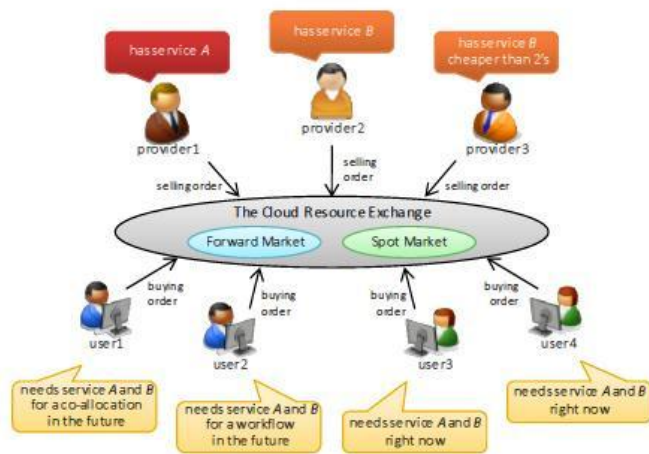 has service A
has service B
has service B
cheaper than 2's
provider1
provider2
provider3
selling order
selling
order
selling order
The Cloud Resource Exchange
Forward Market
Spot Market
buying
order
buying
order
buying
order
buying
order
user1
user2
user3
user4
needs service A and B
for a co-allocation
in the future
needs service A and B
for a workflow
in the future
needs service A and B
right now
needs service A and B
right now